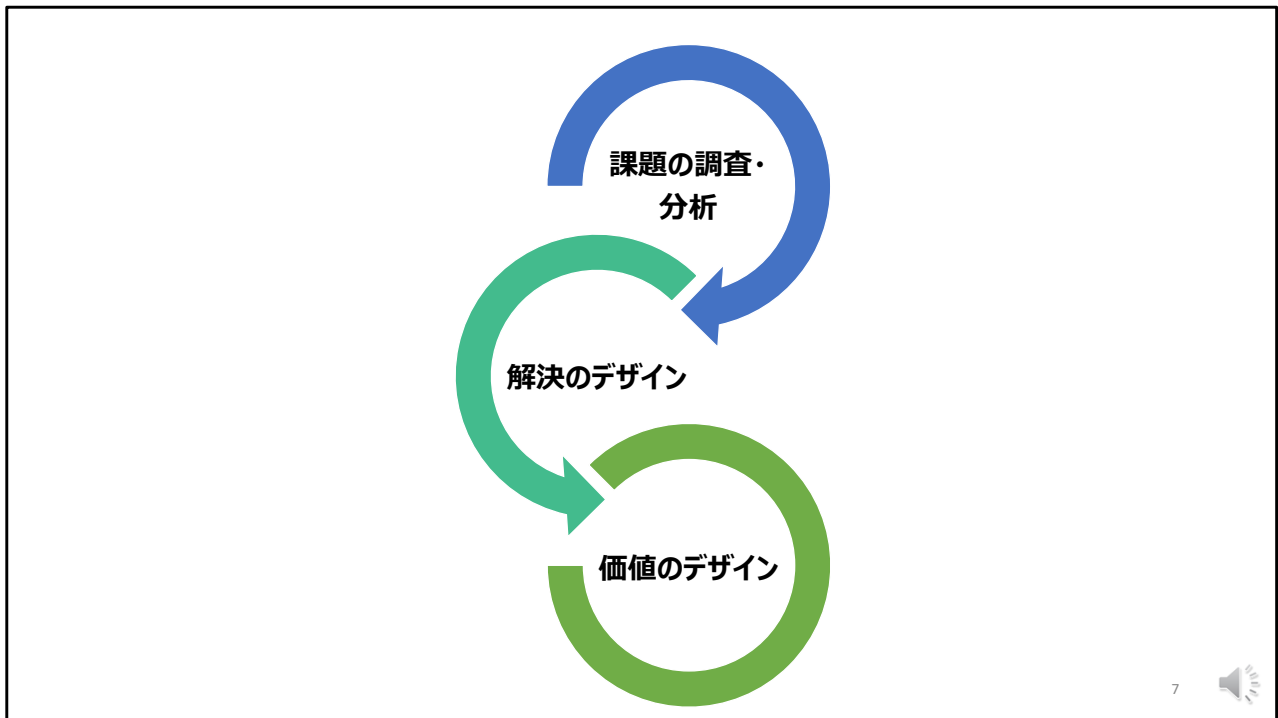 課題の調査・
分析
解決のデザイン
価値のデザイン
7